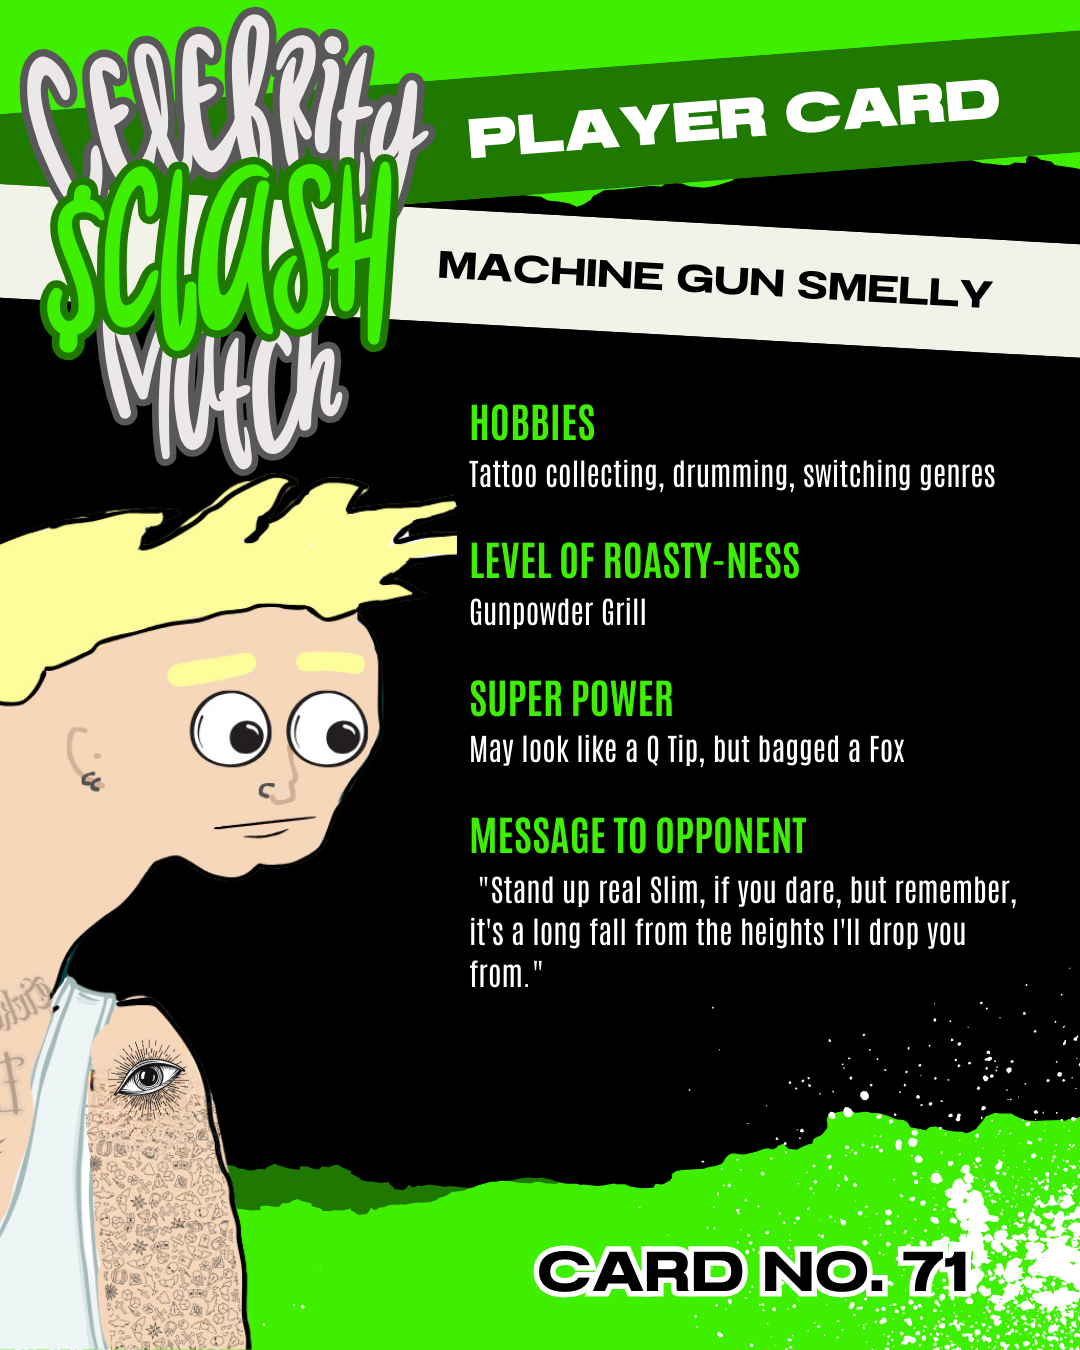 Celebrity
$CLASH
Match
PLAYER CARD
MACHINE GUN SMELLY
HOBBIES
Tattoo collecting, drumming, switching genres
LEVEL OF ROASTY-NESS
Gunpowder Grill
SUPER POWER
May look like a Q Tip, but bagged a Fox
MESSAGE TO OPPONENT
"Stand up real Slim, if you dare, but remember,
it's a long fall from the heights I'll drop you
from."
CARD NO. 71